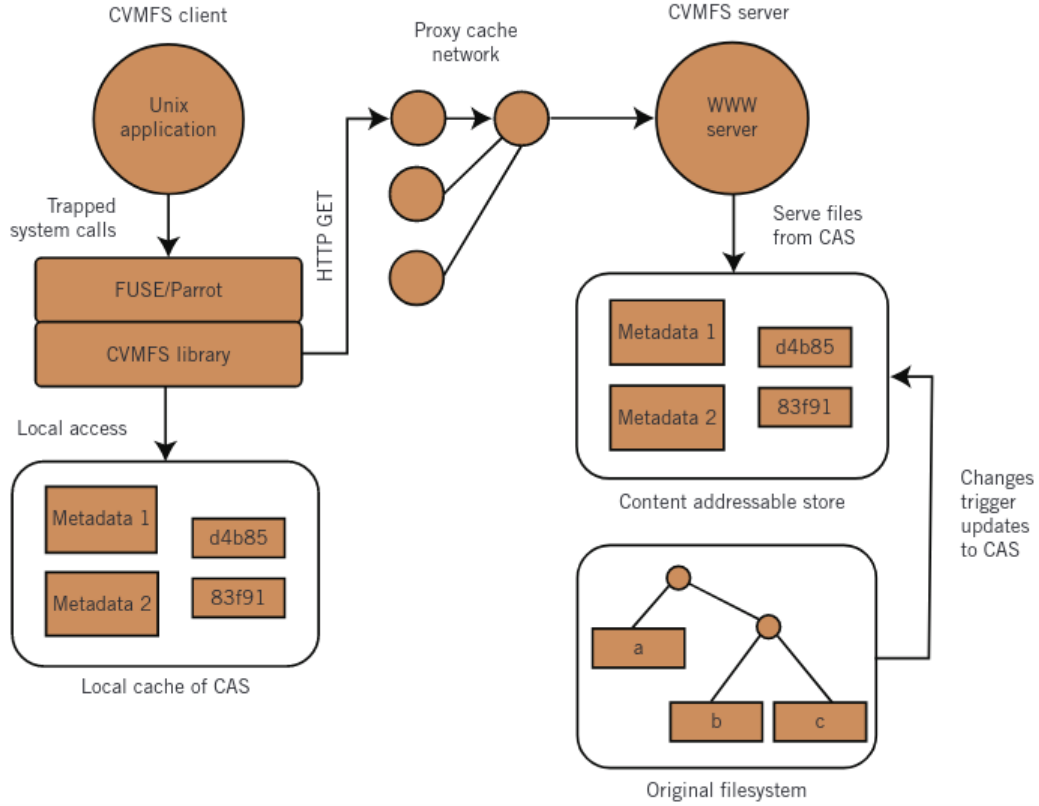 CVMFS client
Unix
application
Trapped
system calls
FUSE/Parrot
CVMFS library
Local access
Metadata 1
d4b85
Metadata 2
83f91
Local cache of CAS
HTTP GET
Proxy cache
network
CVMFS server
WWW
server
Serve files
from CAS
Metadata 1
d4b85
Metadata 2
83f91
Content addressable store
Changes
trigger
updates
to CAS
a
b
c
Original filesystem